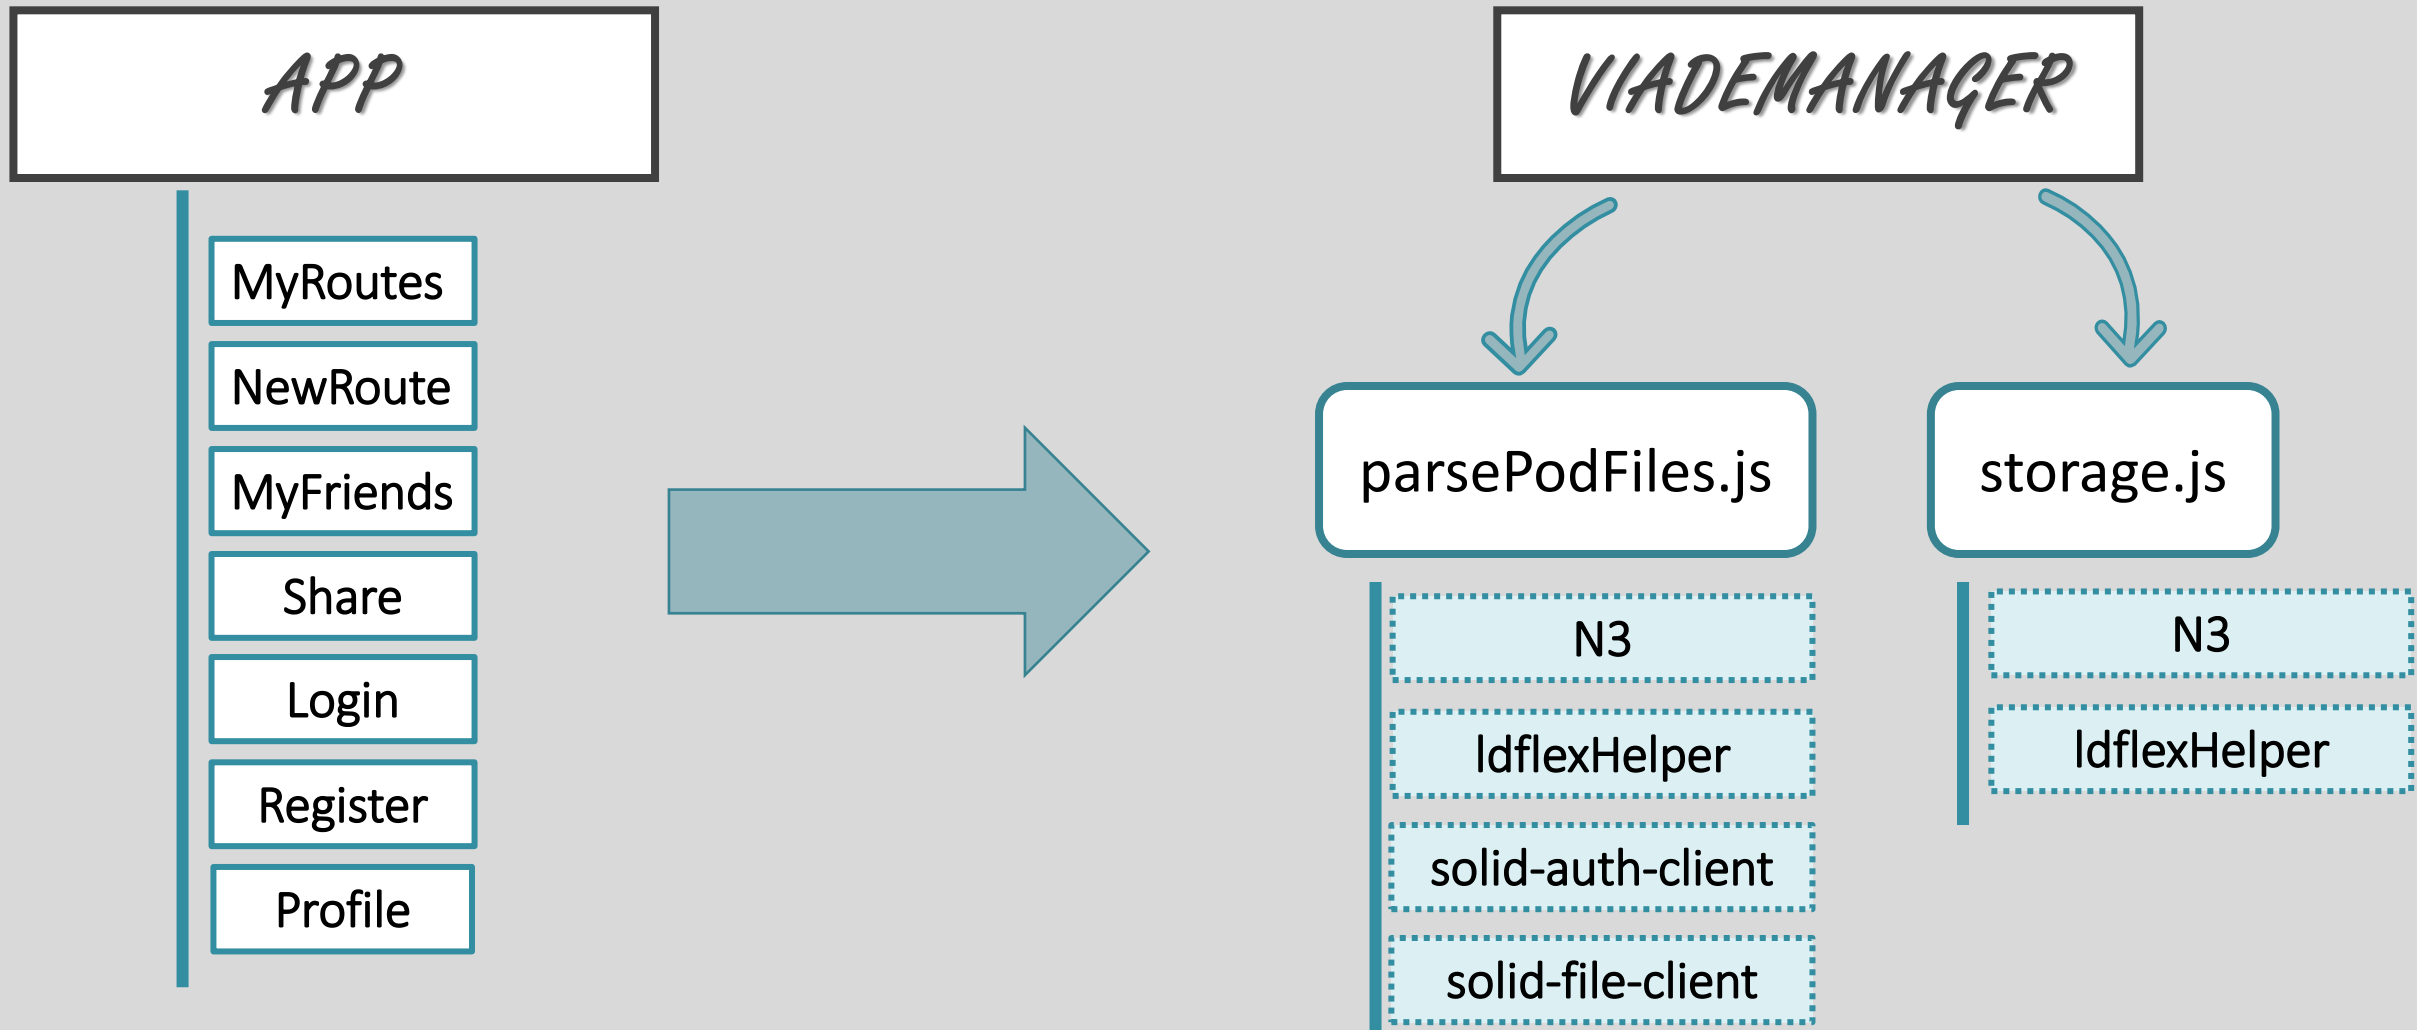 APP
MyRoutes
NewRoute
MyFriends
Share
Login
Register
Profile
VIADEMANAGER
parsePodFiles.js
N3
ldflexHelper
solid-auth-client
solid-file-client
storage.js
N3
ldflexHelper